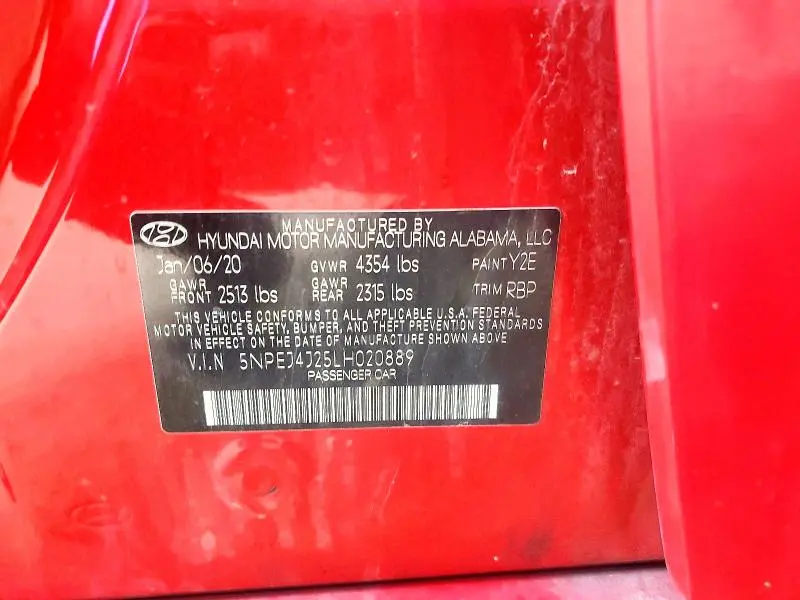 MANUFACTURED BY
HYUNDAI MOTOR MANUFACTURING ALABAMA, LLC
Jan/06/20 GVWR 4354 lbs PAINT Y2E
GAWR FRONT 2513 lbs GAWR REAR 2315 lbs TRIM RBP
THIS VEHICLE CONFORMS TO ALL APPLICABLE U.S.A. FEDERAL
MOTOR VEHICLE SAFETY, BUMPER, AND THEFT PREVENTION STANDARDS
IN EFFECT ON THE DATE OF MANUFACTURE SHOWN ABOVE
V.I.N 5NPEJ4J25LH020889
PASSENGER CAR